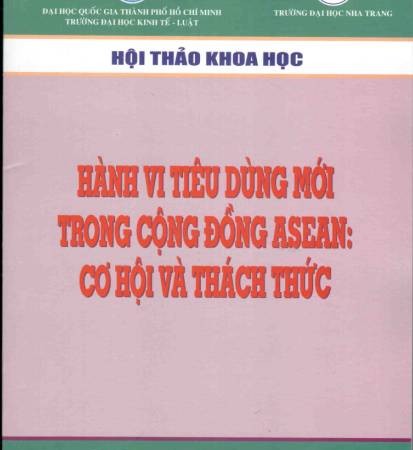 ĐẠI HỌC QUỐC GIA THÀNH PHỐ HỒ CHÍ MINH
TRƯỜNG ĐẠI HỌC KINH TẾ - LUẬT
TRƯỜNG ĐẠI HỌC NHA TRANG
HỘI THẢO KHOA HỌC
HÀNH VI TIÊU DÙNG MỚI
TRONG CỘNG ĐỒNG ASEAN:
CƠ HỘI VÀ THÁCH THỨC